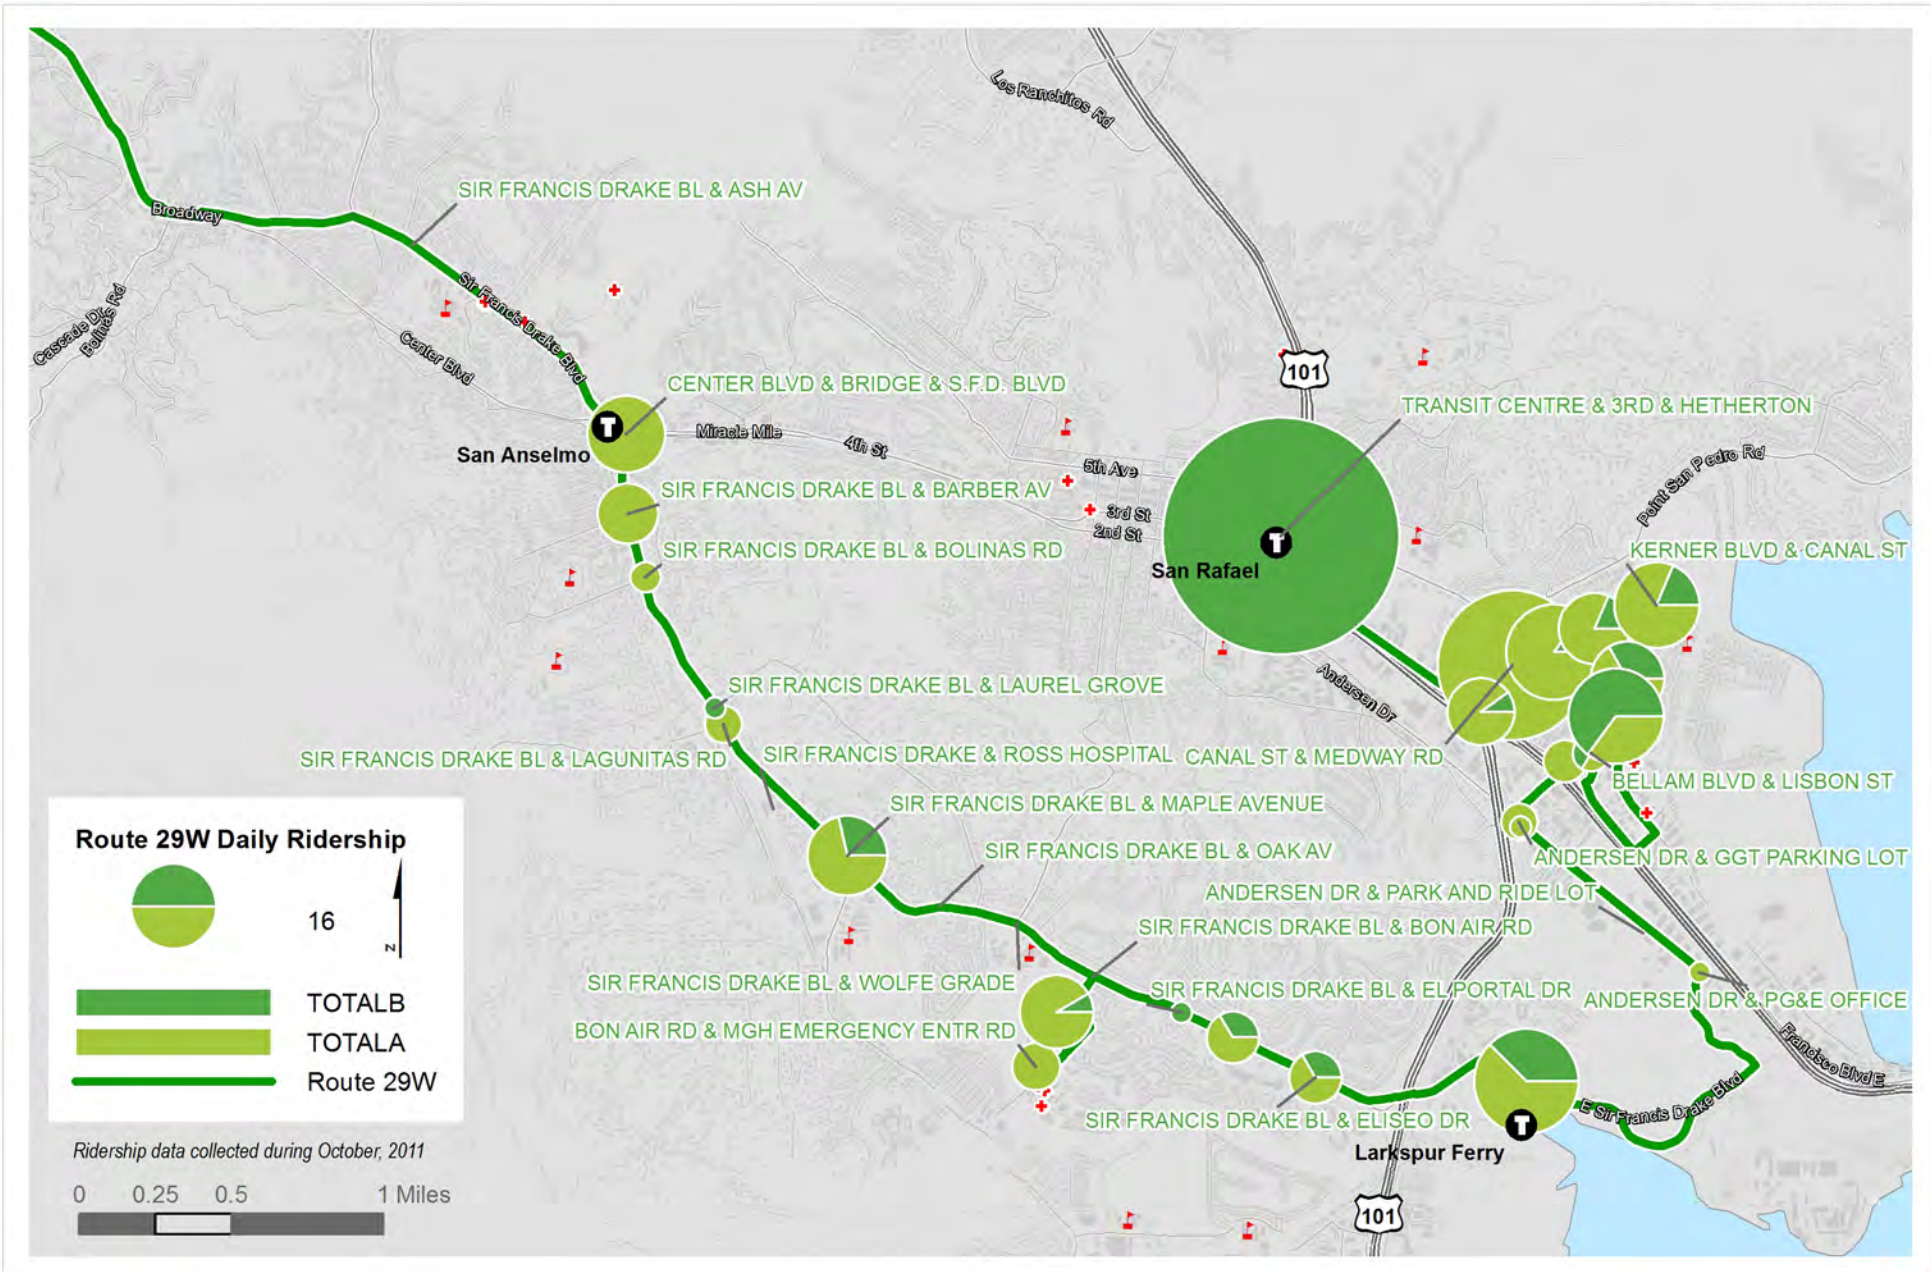 Los Ranchitos Rd
SIR FRANCIS DRAKE BL & ASH AV
Broadway
Sir Francis Drake Blvd
Cascade Dr
Bolinas Rd
Center Blvd
101
CENTER BLVD & BRIDGE & S.F.D. BLVD
TRANSIT CENTRE & 3RD & HETHERTON
T
San Anselmo
Miracle Mile
4th St
5th Ave
Point San Pedro Rd
SIR FRANCIS DRAKE BL & BARBER AV
3rd St
2nd St
T
San Rafael
SIR FRANCIS DRAKE BL & BOLINAS RD
KERNER BLVD & CANAL ST
Andersen Dr
SIR FRANCIS DRAKE BL & LAUREL GROVE
SIR FRANCIS DRAKE BL & LAGUNITAS RD
SIR FRANCIS DRAKE & ROSS HOSPITAL
CANAL ST & MEDWAY RD
BELLAM BLVD & LISBON ST
SIR FRANCIS DRAKE BL & MAPLE AVENUE
SIR FRANCIS DRAKE BL & OAK AV
ANDERSEN DR & GGT PARKING LOT
ANDERSEN DR & PARK AND RIDE LOT
SIR FRANCIS DRAKE BL & BON AIR RD
SIR FRANCIS DRAKE BL & WOLFE GRADE
SIR FRANCIS DRAKE BL & EL PORTAL DR
ANDERSEN DR & PG&E OFFICE
BON AIR RD & MGH EMERGENCY ENTR RD
Francisco Blvd E
E Sir Francis Drake Blvd
SIR FRANCIS DRAKE BL & ELISEO DR
T
Larkspur Ferry
101
Route 29W Daily Ridership
16
N
TOTALB
TOTALA
Route 29W
Ridership data collected during October, 2011
0 0.25 0.5 1 Miles